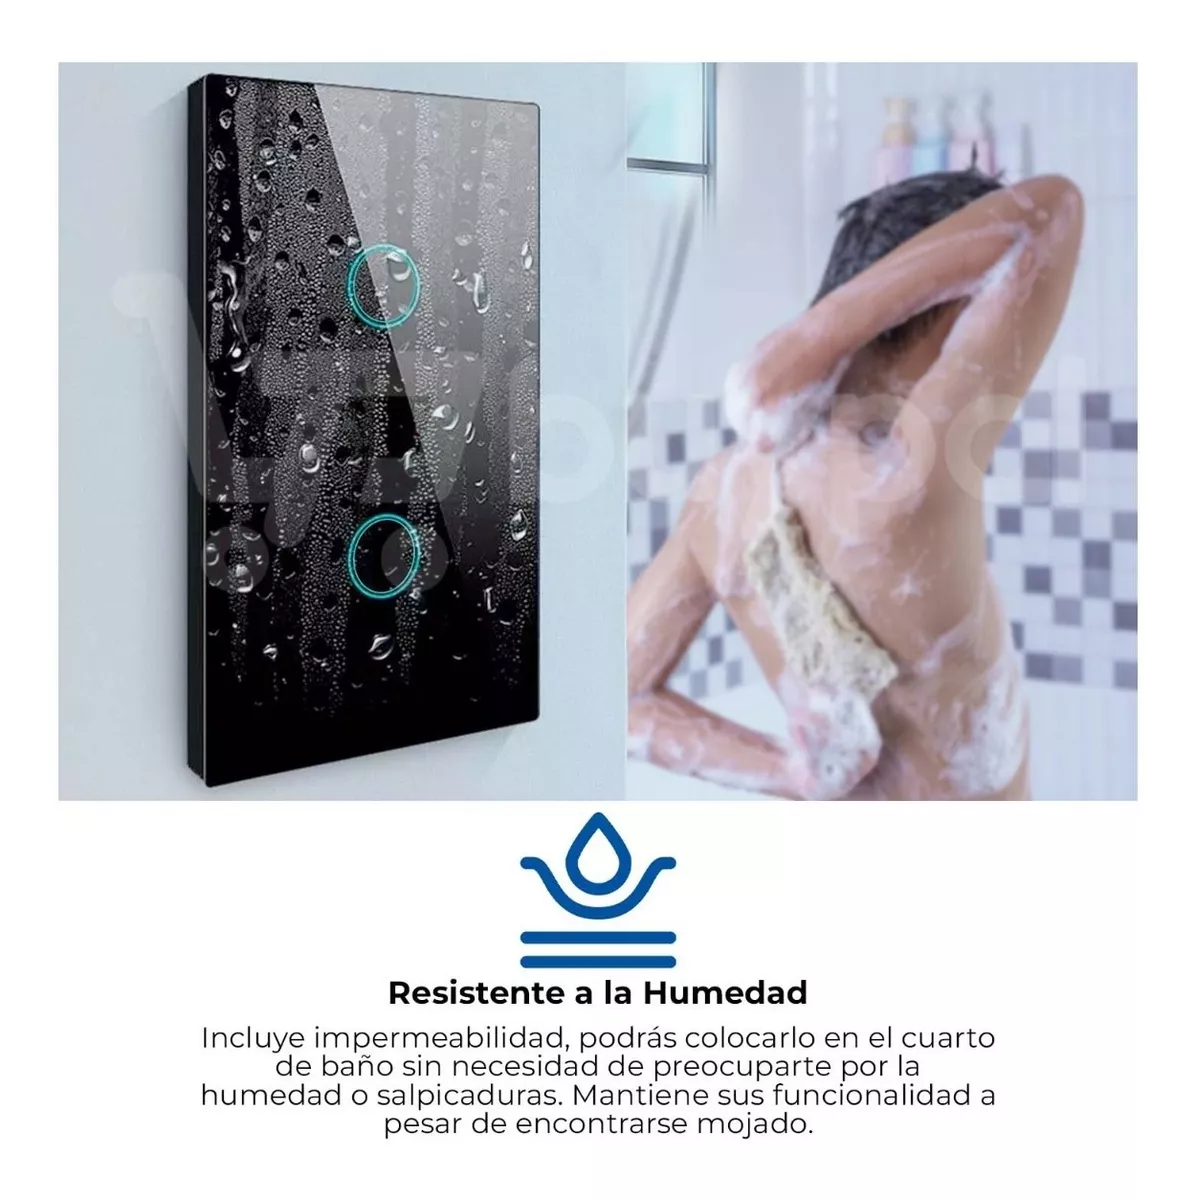 Resistente a la Humedad
Incluye impermeabilidad, podrás colocarlo en el cuarto
de baño sin necesidad de preocuparte por la
humedad o salpicaduras. Mantiene sus funcionalidad a
pesar de encontrarse mojado.